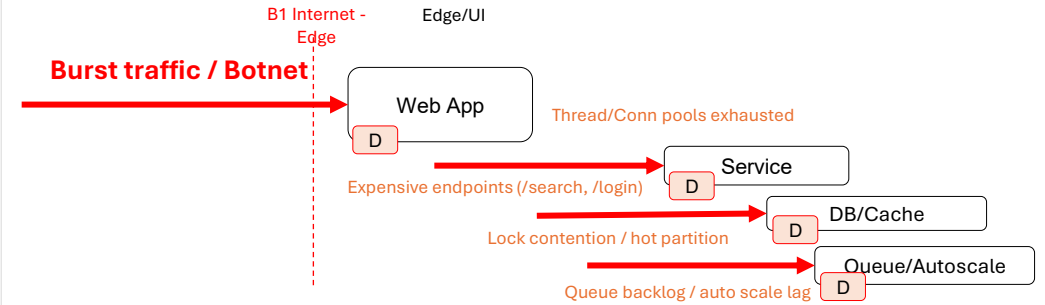 B1 Internet -
Edge
Edge/UI
Burst traffic / Botnet
Web App
D
Thread/Conn pools exhausted
Service
D
Expensive endpoints (/search, /login)
DB/Cache
D
Lock contention / hot partition
Queue/Autoscale
D
Queue backlog / auto scale lag